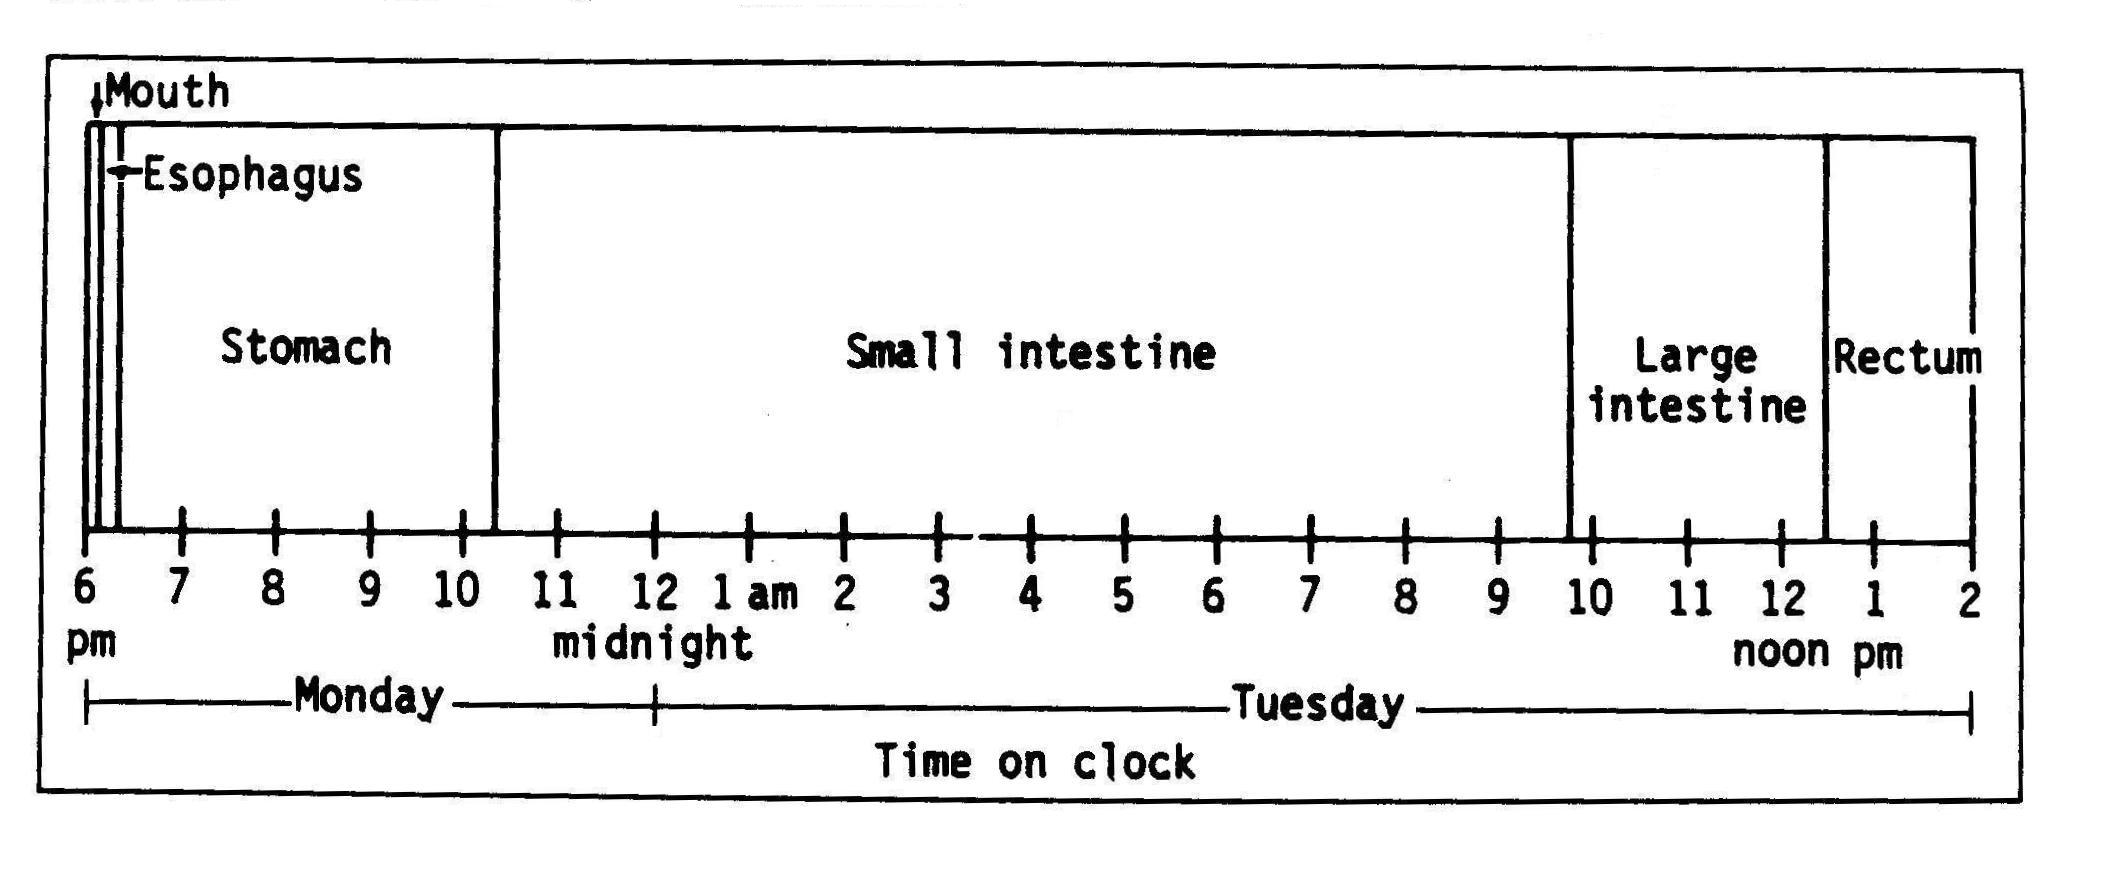 Mouth
Esophagus
Stomach
Small intestine
Large
intestine
Rectum
6 7 8 9 10 11 12 1 am 2 3 4 5 6 7 8 9 10 11 12 1 2
pm midnight noon pm
Monday Tuesday
Time on clock